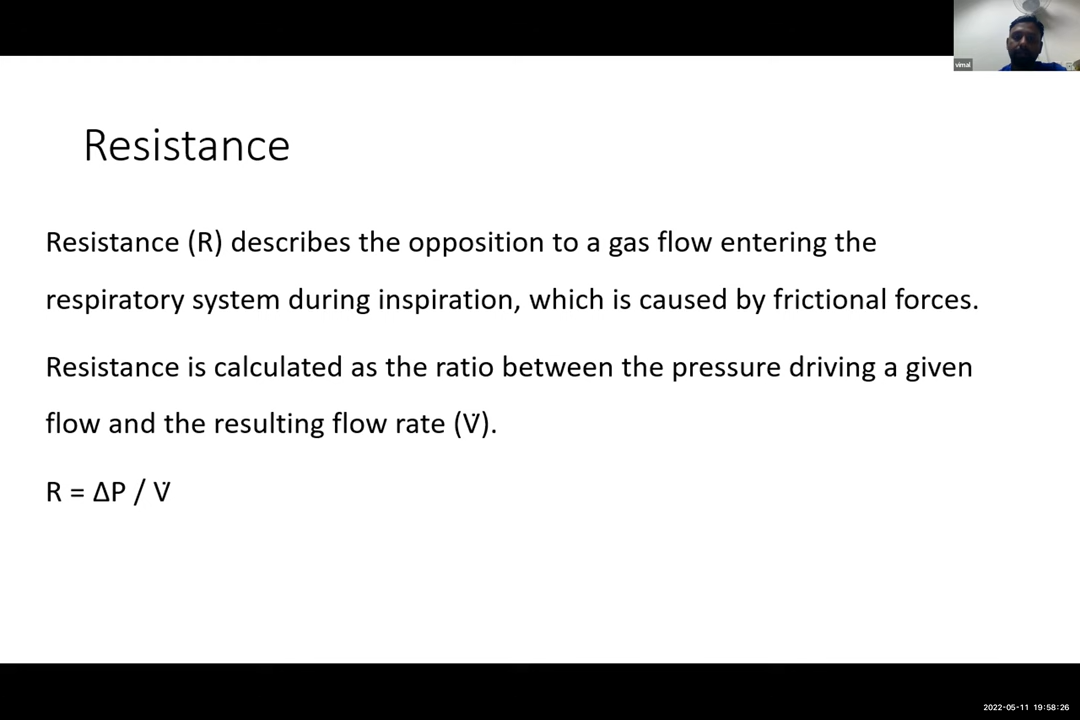 vimal
Resistance
Resistance (R) describes the opposition to a gas flow entering the
respiratory system during inspiration, which is caused by frictional forces.
Resistance is calculated as the ratio between the pressure driving a given
flow and the resulting flow rate (V̈).
R = ΔP / V̈
2022-05-11 19:58:26